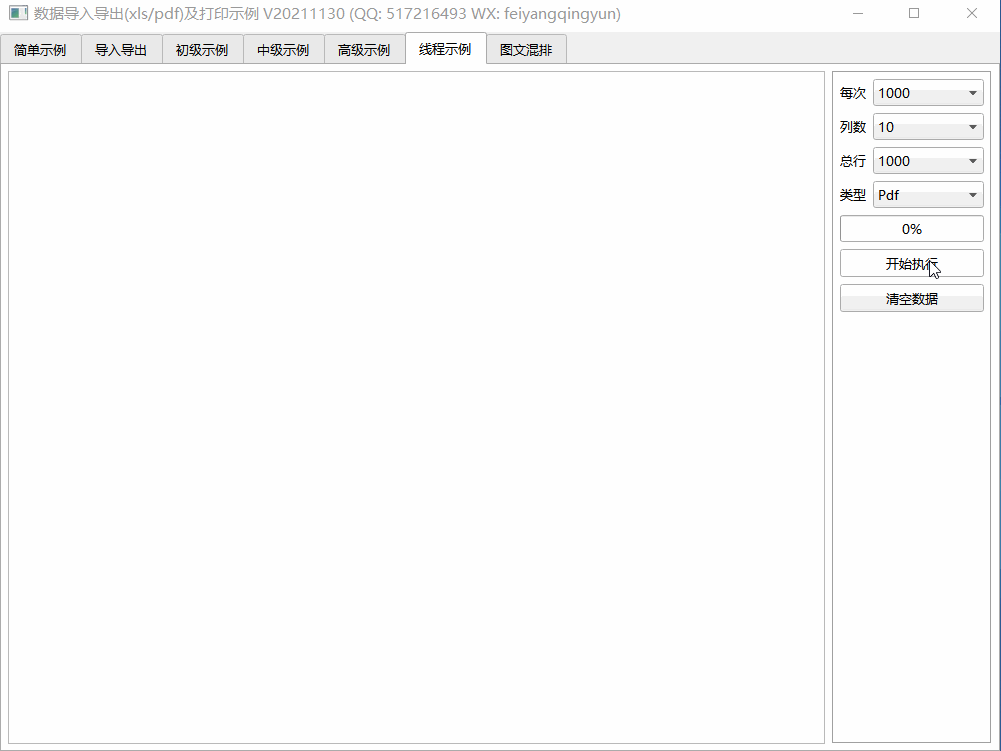 数据导入导出(xls/pdf)及打印示例 V20211130 (QQ: 517216493 WX: feiyangqingyun)
简单示例 导入导出 初级示例 中级示例 高级示例 线程示例 图文混排
每次 1000
列数 10
总行 1000
类型 Pdf
0%
开始执行
清空数据